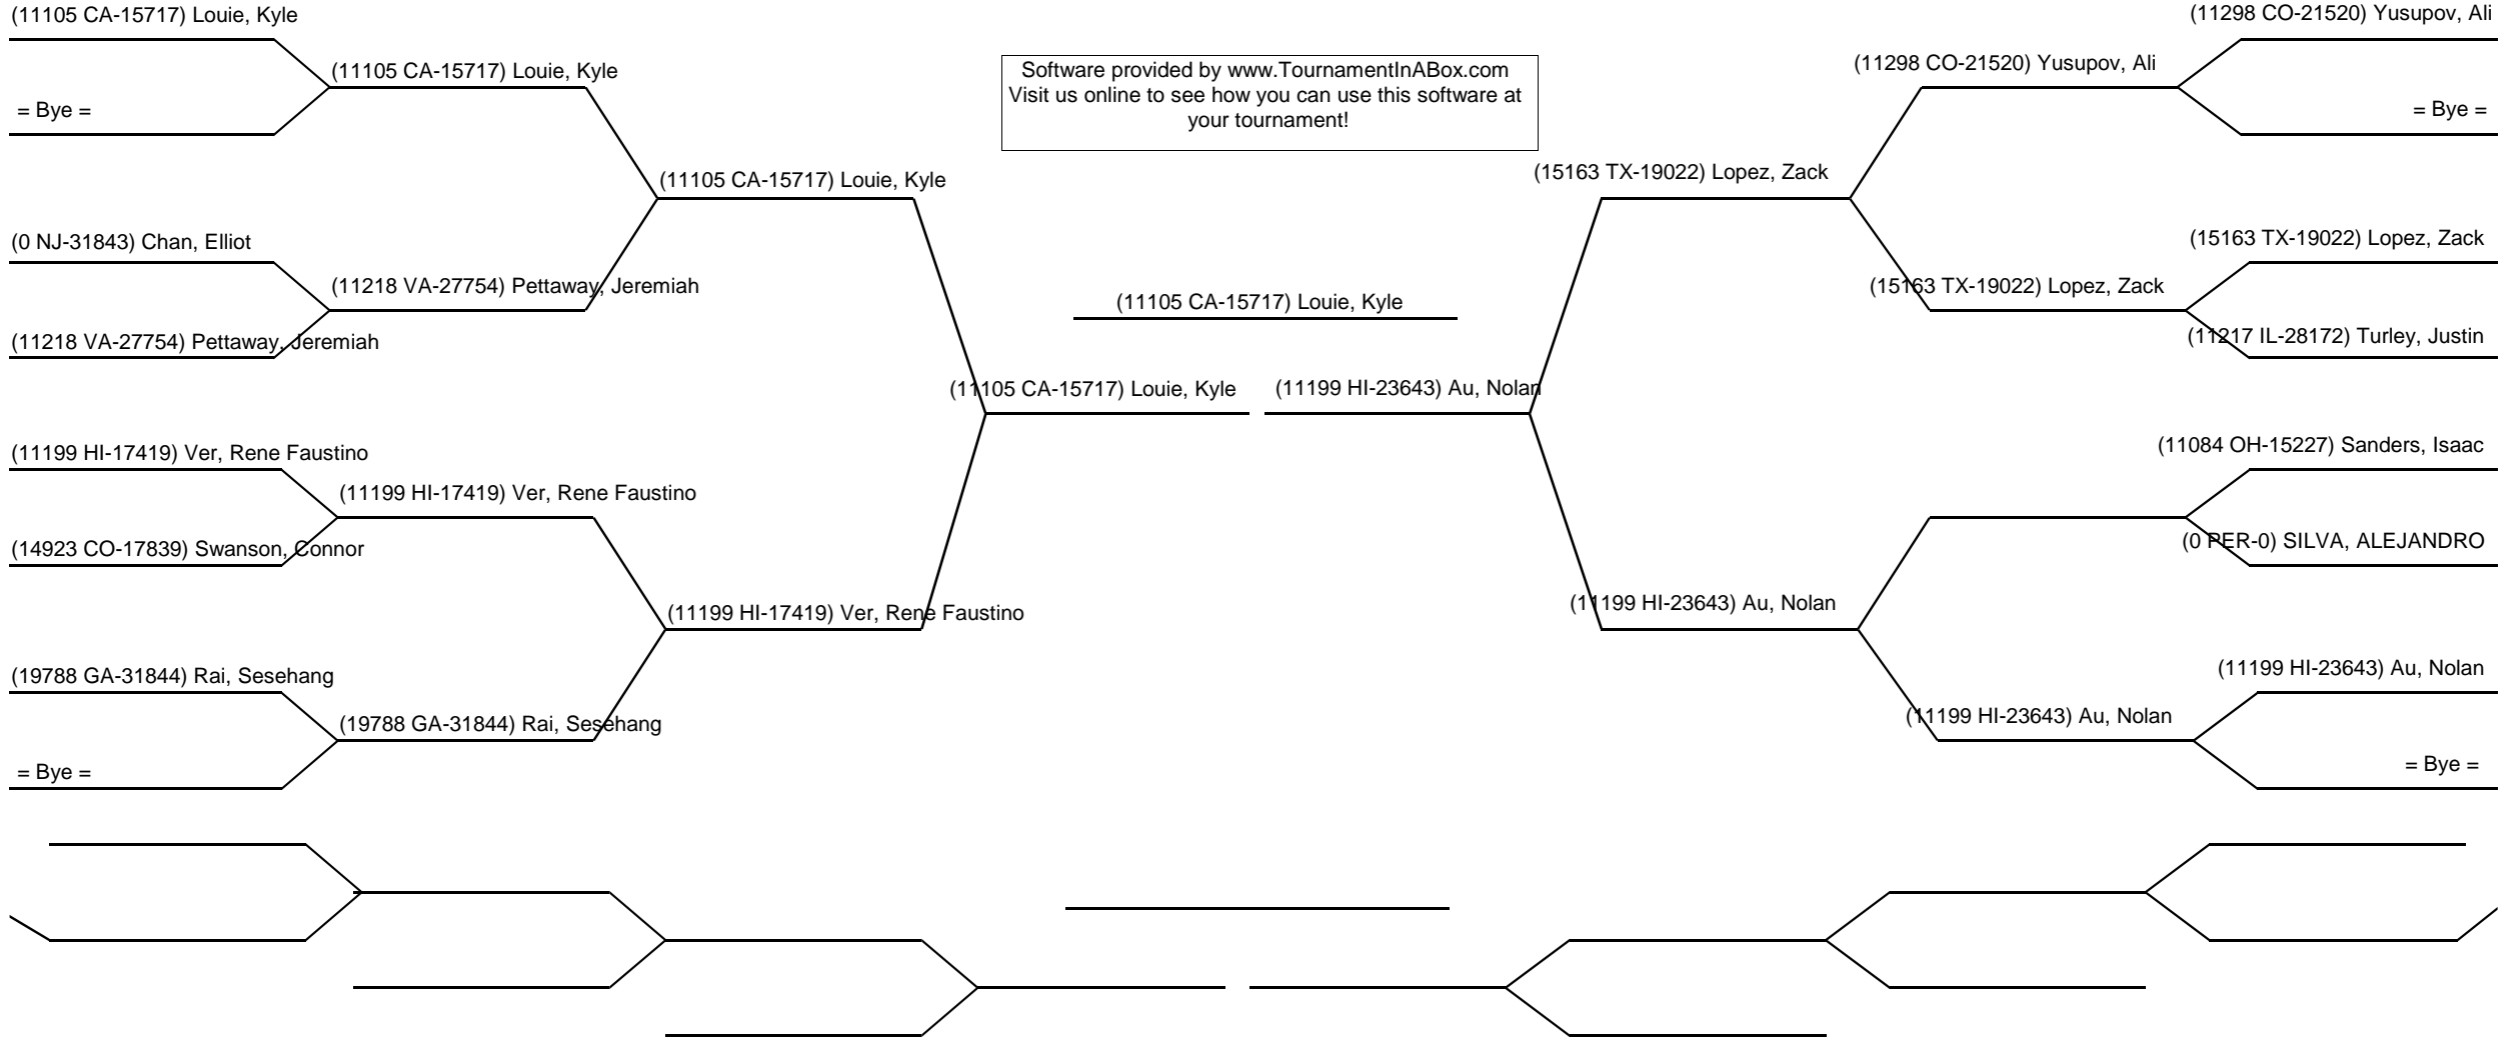 (11105 CA-15717) Louie, Kyle
(11105 CA-15717) Louie, Kyle
= Bye =
(11105 CA-15717) Louie, Kyle
(0 NJ-31843) Chan, Elliot
(11218 VA-27754) Pettaway, Jeremiah
(11218 VA-27754) Pettaway, Jeremiah
(11199 HI-17419) Ver, Rene Faustino
(11199 HI-17419) Ver, Rene Faustino
(14923 CO-17839) Swanson, Connor
(11199 HI-17419) Ver, Rene Faustino
(19788 GA-31844) Rai, Sesehang
(19788 GA-31844) Rai, Sesehang
= Bye =
Software provided by www.TournamentInABox.com
Visit us online to see how you can use this software at
your tournament!
(11105 CA-15717) Louie, Kyle
(11105 CA-15717) Louie, Kyle
(11199 HI-23643) Au, Nolan
(11298 CO-21520) Yusupov, Ali
(11298 CO-21520) Yusupov, Ali
= Bye =
(15163 TX-19022) Lopez, Zack
(15163 TX-19022) Lopez, Zack
(15163 TX-19022) Lopez, Zack
(11217 IL-28172) Turley, Justin
(11084 OH-15227) Sanders, Isaac
(0 PER-0) SILVA, ALEJANDRO
(11199 HI-23643) Au, Nolan
(11199 HI-23643) Au, Nolan
(11199 HI-23643) Au, Nolan
= Bye =